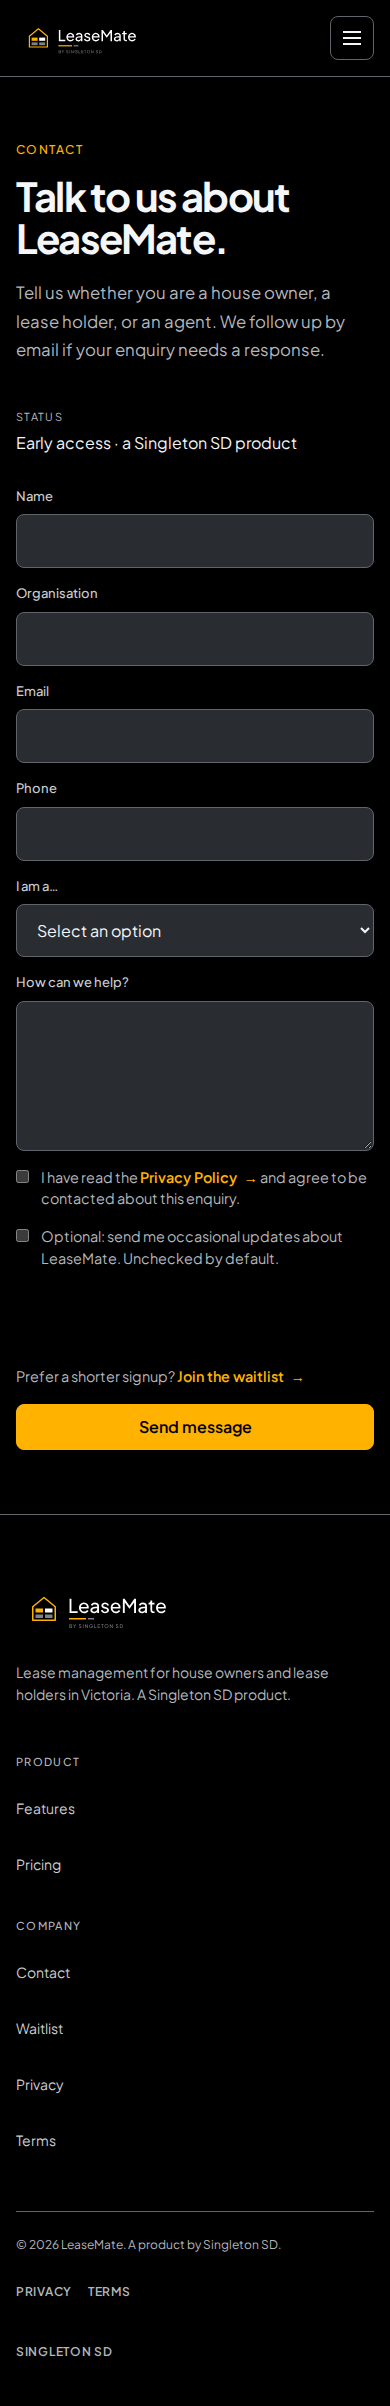 LeaseMate
BY SINGLETON SD
CONTACT
Talk to us about
LeaseMate.
Tell us whether you are a house owner, a
lease holder, or an agent. We follow up by
email if your enquiry needs a response.
STATUS
Early access · a Singleton SD product
Name
Organisation
Email
Phone
I am a…
Select an option
How can we help?
I have read the Privacy Policy → and agree to be
contacted about this enquiry.
Optional: send me occasional updates about
LeaseMate. Unchecked by default.
Prefer a shorter signup? Join the waitlist →
Send message
LeaseMate
BY SINGLETON SD
Lease management for house owners and lease
holders in Victoria. A Singleton SD product.
PRODUCT
Features
Pricing
COMPANY
Contact
Waitlist
Privacy
Terms
© 2026 LeaseMate. A product by Singleton SD.
PRIVACY TERMS
SINGLETON SD